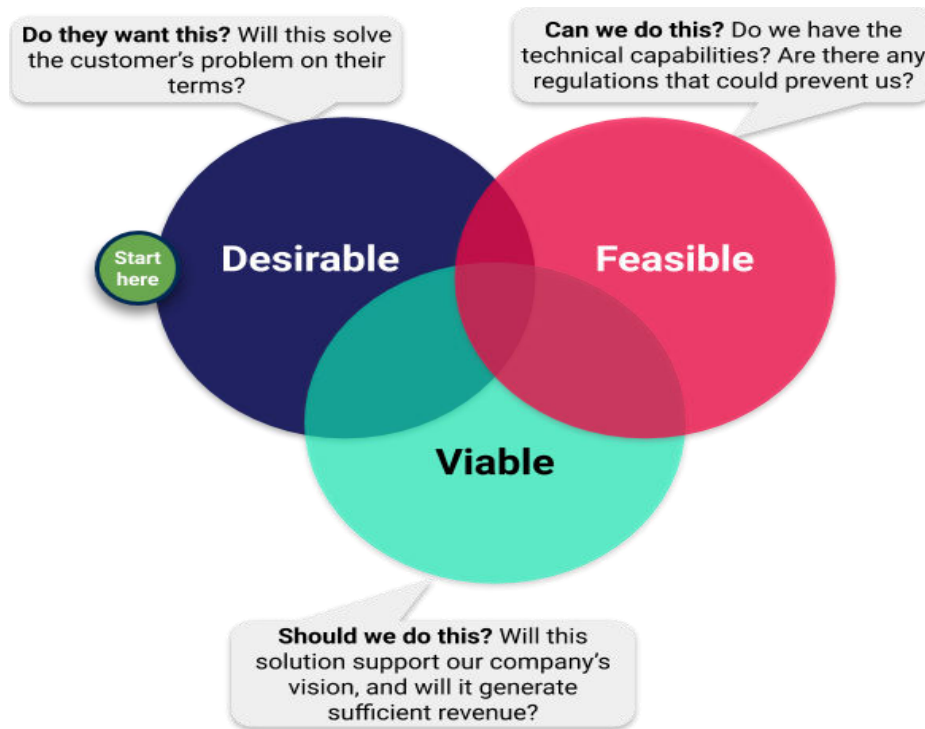 Do they want this? Will this solve
the customer's problem on their
terms?
Can we do this? Do we have the
technical capabilities? Are there any
regulations that could prevent us?
Start
here
Desirable
Feasible
Viable
Should we do this? Will this
solution support our company's
vision, and will it generate
sufficient revenue?